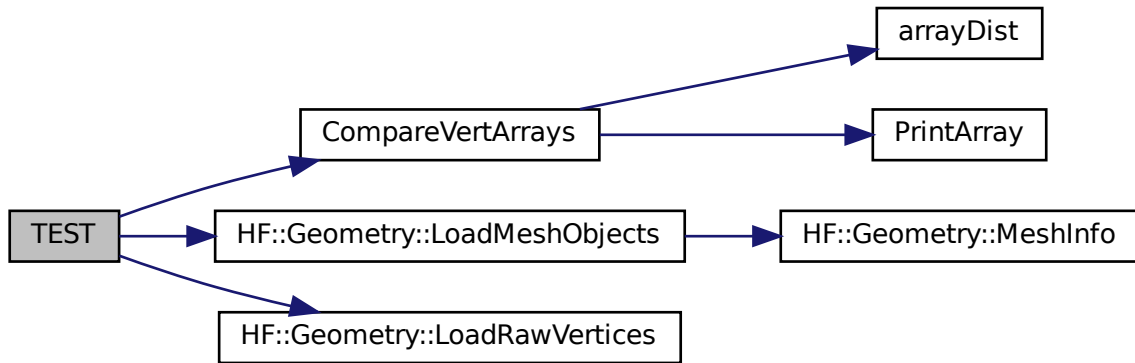 arrayDist
CompareVertArrays
PrintArray
TEST
HF::Geometry::LoadMeshObjects
HF::Geometry::MeshInfo
HF::Geometry::LoadRawVertices